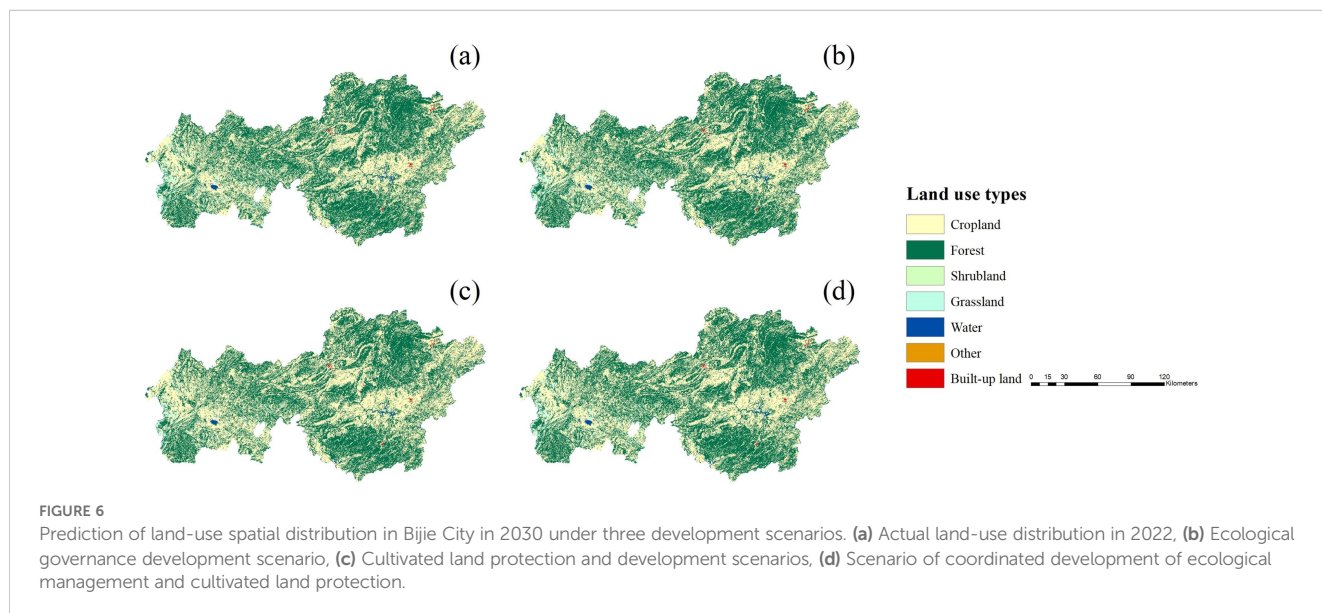 (a)
(b)
(c)
(d)
Land use types
Cropland
Forest
Shrubland
Grassland
Water
Other
Built-up land
0 15 30 60 90 120
Kilometers
FIGURE 6
Prediction of land-use spatial distribution in Bijie City in 2030 under three development scenarios. (a) Actual land-use distribution in 2022, (b) Ecological
governance development scenario, (c) Cultivated land protection and development scenarios, (d) Scenario of coordinated development of ecological
management and cultivated land protection.